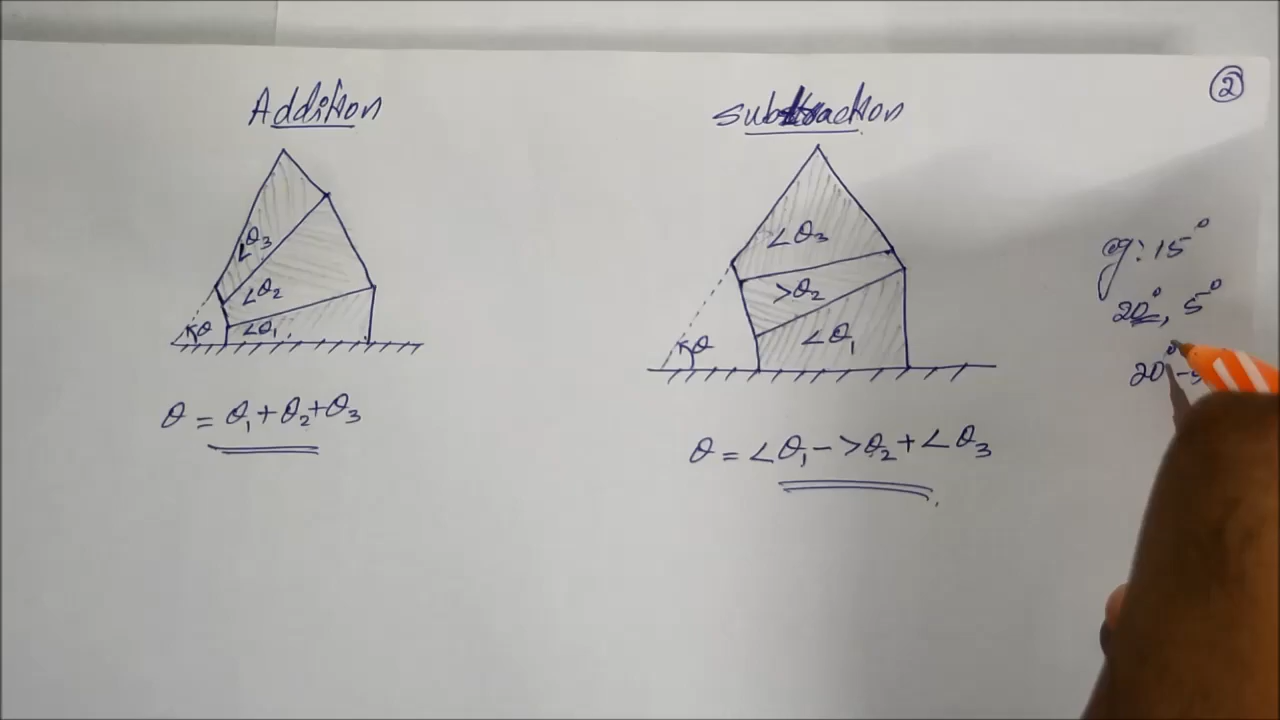 ②
Addition
Subtraction
<θ3
<θ2
<θ1
θ
<θ3
>θ2
<θ1
θ
eg: 15°
20°, 5°
20° -
θ = θ1 + θ2 + θ3
θ = <θ1 - >θ2 + <θ3